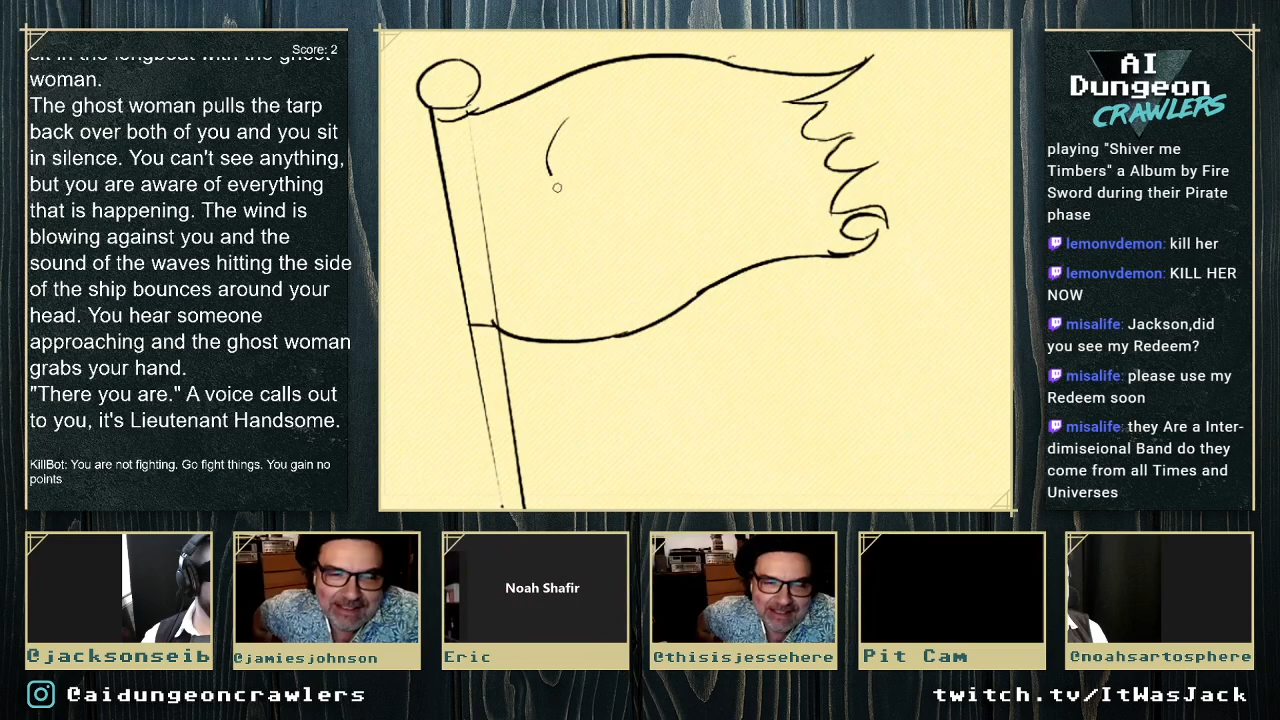 Score: 2
sit in the longboat with the ghost
woman.
The ghost woman pulls the tarp
back over both of you and you sit
in silence. You can't see anything,
but you are aware of everything
that is happening. The wind is
blowing against you and the
sound of the waves hitting the side
of the ship bounces around your
head. You hear someone
approaching and the ghost woman
grabs your hand.
"There you are." A voice calls out
to you, it's Lieutenant Handsome.
KillBot: You are not fighting. Go fight things. You gain no
points
AI
Dungeon
CRAWLERS
playing "Shiver me
Timbers" a Album by Fire
Sword during their Pirate
phase
lemonvdemon: kill her
lemonvdemon: KILL HER
NOW
misalife: Jackson,did
you see my Redeem?
misalife: please use my
Redeem soon
misalife: they Are a Inter-
dimiseional Band do they
come from all Times and
Universes
Noah Shafir
@jacksonseib
@jamiesjohnson
Eric
@thisisjessehere
Pit Cam
@noahsartosphere
@aidungeoncrawlers
twitch.tv/ItWasJack